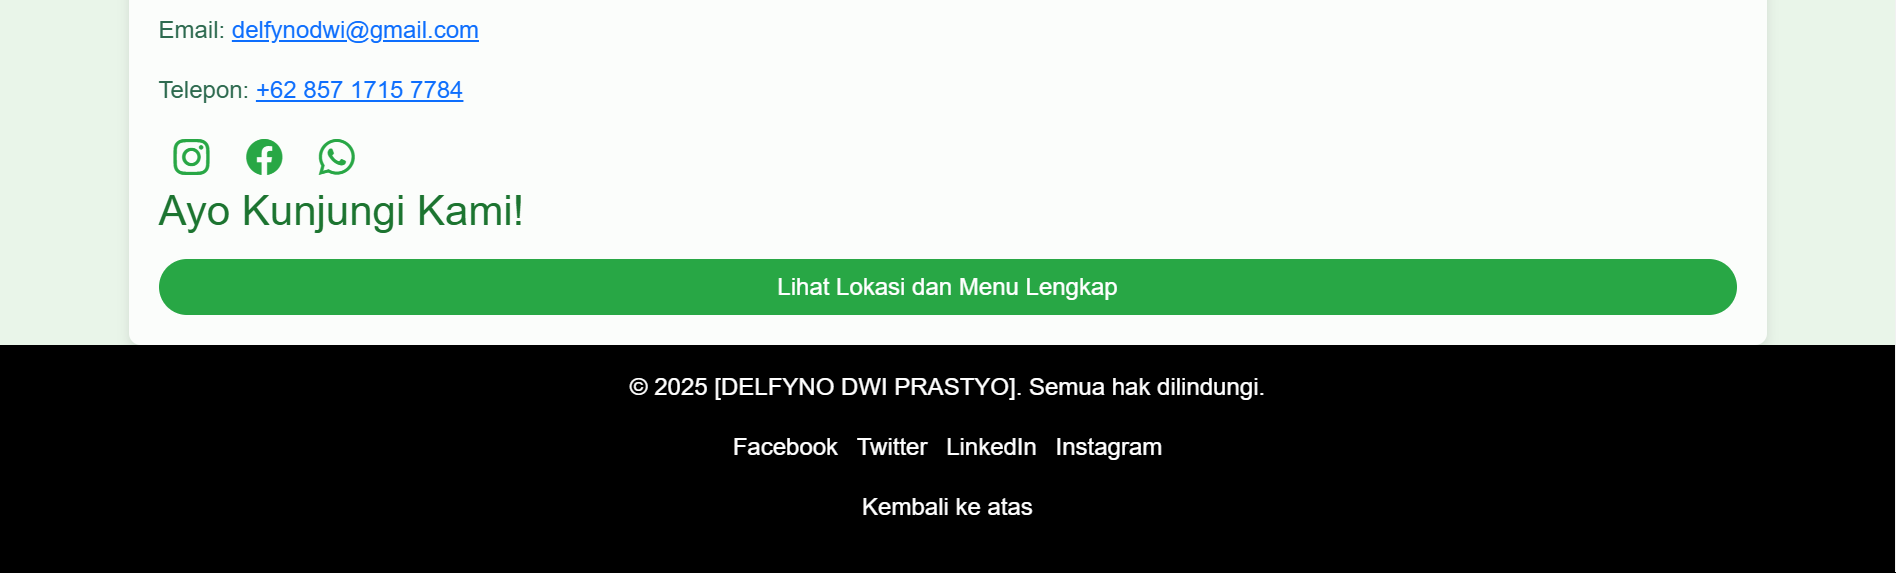 Email: delfynodwi@gmail.com
Telepon: +62 857 1715 7784
Ayo Kunjungi Kami!
Lihat Lokasi dan Menu Lengkap
© 2025 [DELFYNO DWI PRASTYO]. Semua hak dilindungi.
Facebook Twitter LinkedIn Instagram
Kembali ke atas